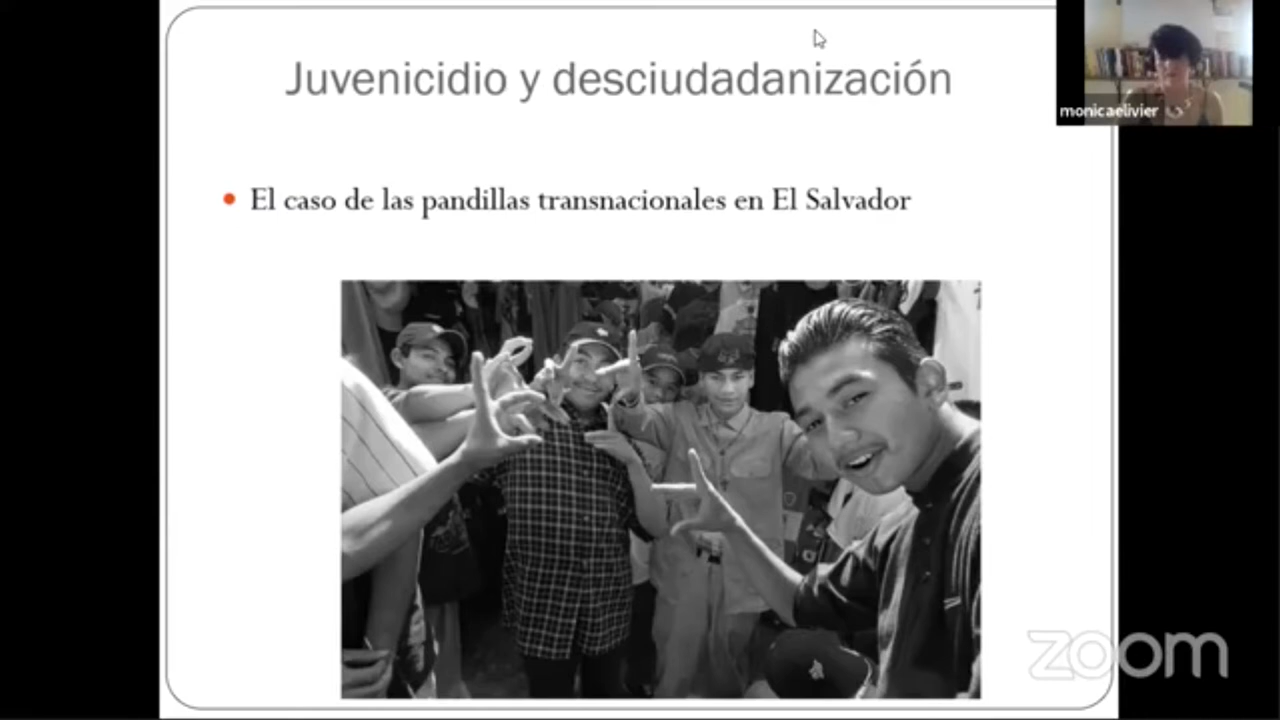 Juvenicidio y desciudadanización
monicaelivier
El caso de las pandillas transnacionales en El Salvador
zoom